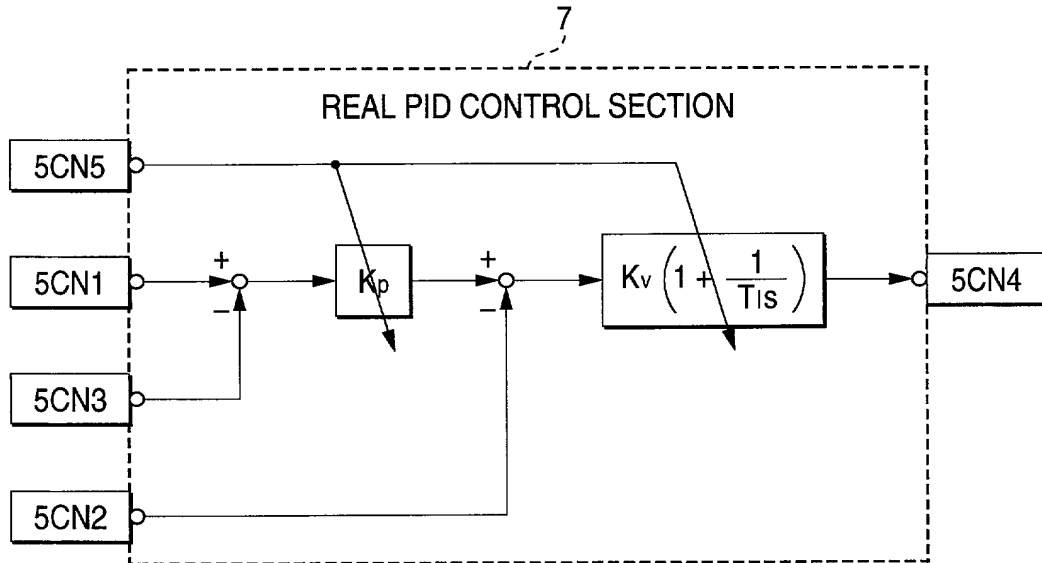 7
REAL PID CONTROL SECTION
5CN5
5CN1
+
−
Kp
+
−
Kv (1 + 1/TIs)
5CN4
5CN3
5CN2